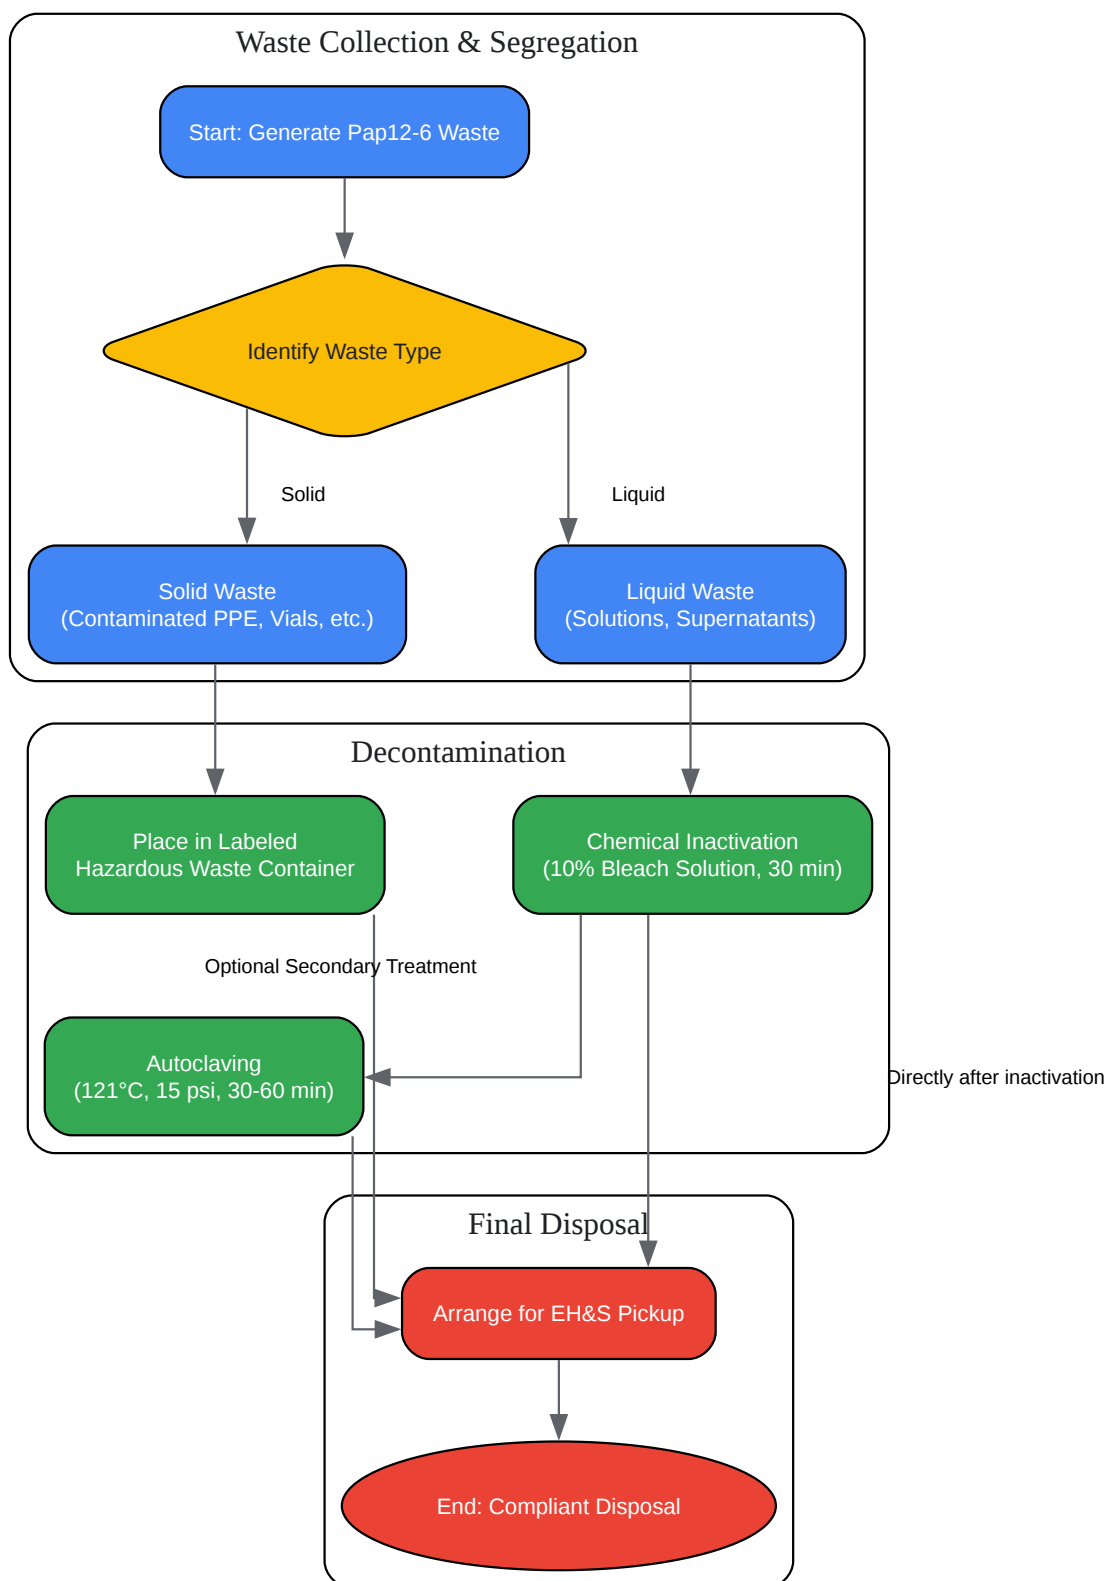 Waste Collection & Segregation
Start: Generate Pap12-6 Waste
Identify Waste Type
Solid
Liquid
Solid Waste
(Contaminated PPE, Vials, etc.)
Liquid Waste
(Solutions, Supernatants)
Decontamination
Place in Labeled
Hazardous Waste Container
Chemical Inactivation
(10% Bleach Solution, 30 min)
Optional Secondary Treatment
Autoclaving
(121°C, 15 psi, 30-60 min)
Directly after inactivation
Final Disposal
Arrange for EH&S Pickup
End: Compliant Disposal